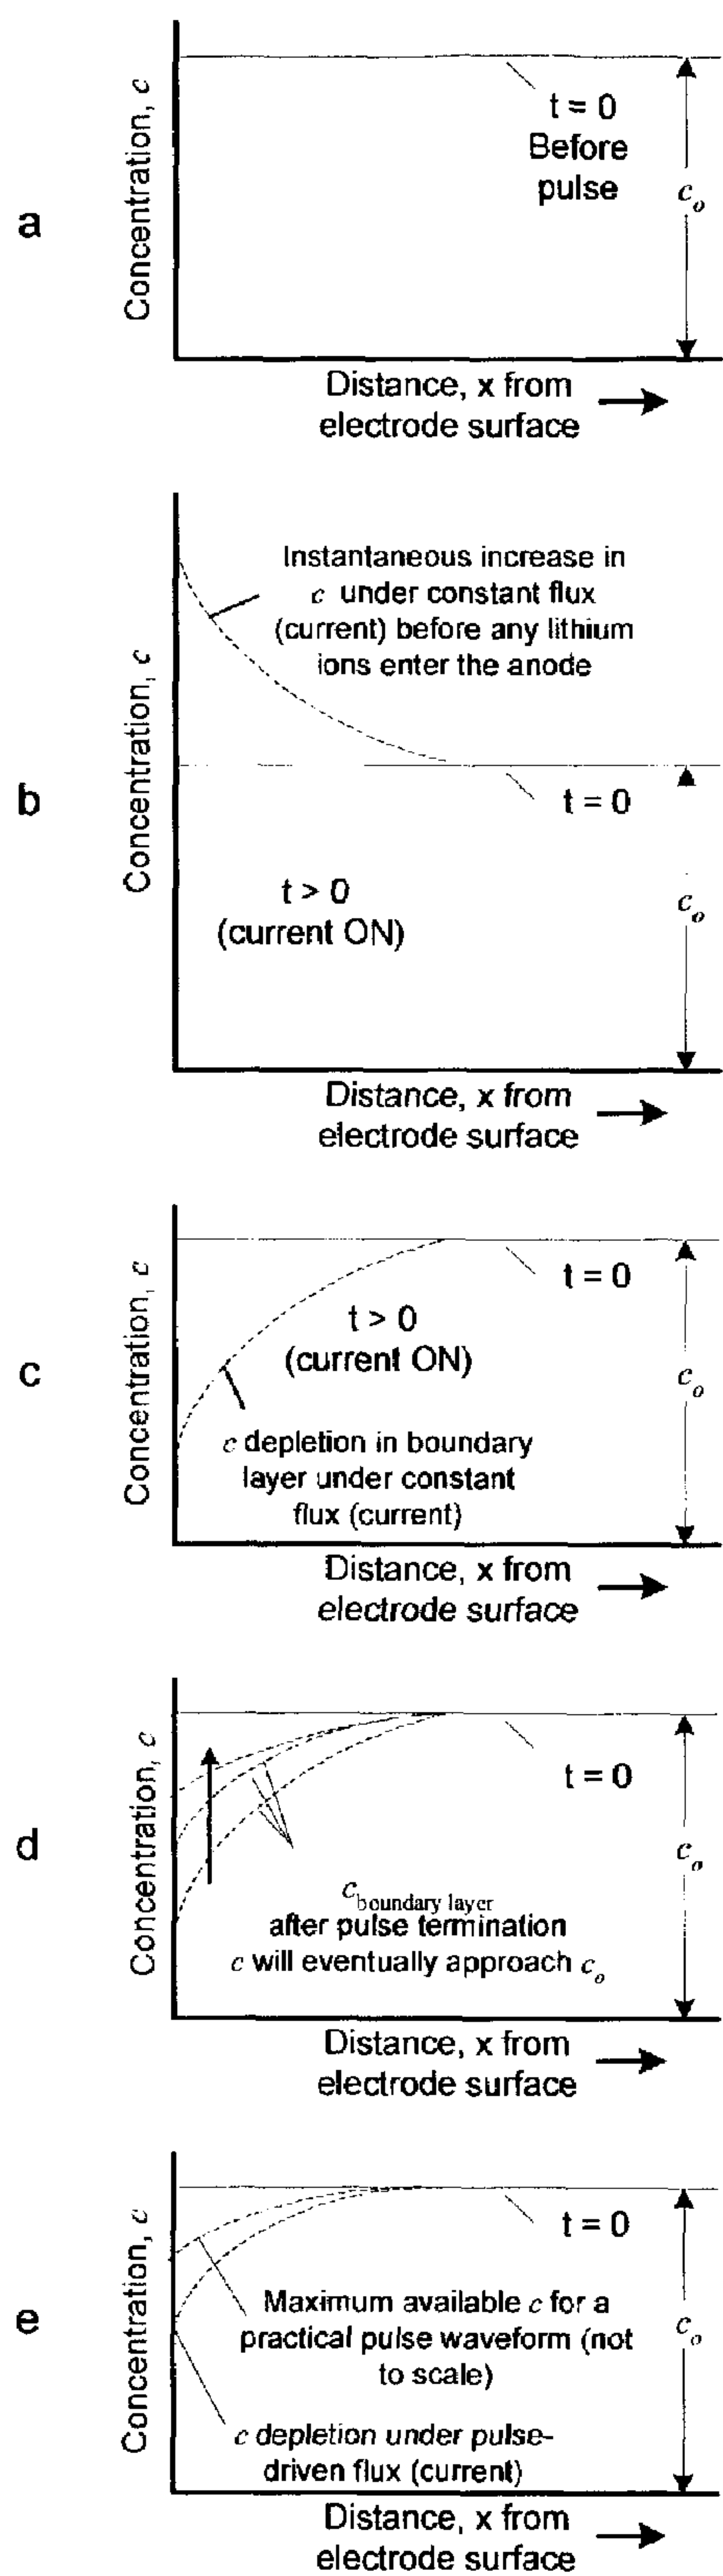 a
Concentration, c
t = 0
Before
pulse
c_o
Distance, x from
electrode surface
b
Concentration, c
Instantaneous increase in
c under constant flux
(current) before any lithium
ions enter the anode
t = 0
t > 0
(current ON)
c_o
Distance, x from
electrode surface
c
Concentration, c
t = 0
t > 0
(current ON)
c_o
c depletion in boundary
layer under constant
flux (current)
Distance, x from
electrode surface
d
Concentration, c
t = 0
c_o
c_boundary layer
after pulse termination
c will eventually approach c_o
Distance, x from
electrode surface
e
Concentration, c
t = 0
c_o
Maximum available c for a
practical pulse waveform (not
to scale)
c depletion under pulse-
driven flux (current)
Distance, x from
electrode surface